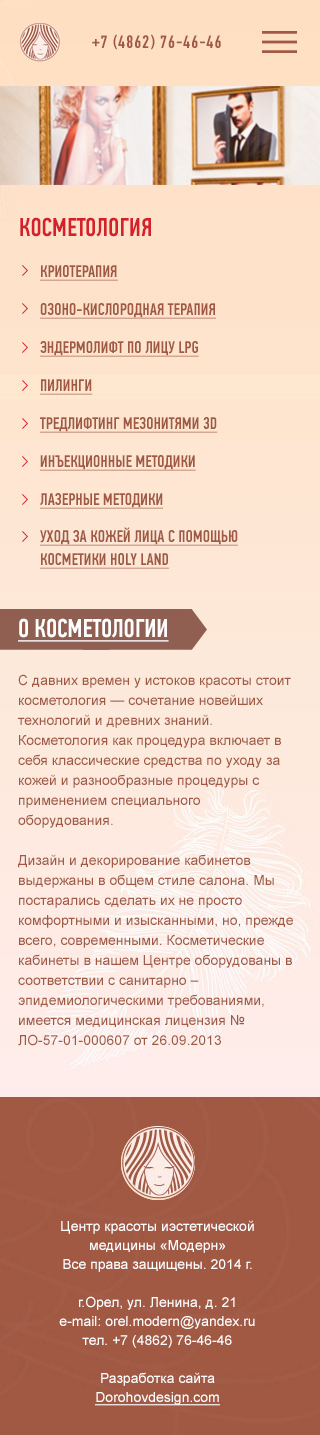 +7 (4862) 76-46-46
КОСМЕТОЛОГИЯ
КРИОТЕРАПИЯ
ОЗОНО-КИСЛОРОДНАЯ ТЕРАПИЯ
ЭНДЕРМОЛИФТ ПО ЛИЦУ LPG
ПИЛИНГИ
ТРЕДЛИФТИНГ МЕЗОНИТЯМИ 3D
ИНЪЕКЦИОННЫЕ МЕТОДИКИ
ЛАЗЕРНЫЕ МЕТОДИКИ
УХОД ЗА КОЖЕЙ ЛИЦА С ПОМОЩЬЮ
КОСМЕТИКИ HOLY LAND
О КОСМЕТОЛОГИИ
С давних времен у истоков красоты стоит
косметология — сочетание новейших
технологий и древних знаний.
Косметология как процедура включает в
себя классические средства по уходу за
кожей и разнообразные процедуры с
применением специального
оборудования.
Дизайн и декорирование кабинетов
выдержаны в общем стиле салона. Мы
постарались сделать их не просто
комфортными и изысканными, но, прежде
всего, современными. Косметические
кабинеты в нашем Центре оборудованы в
соответствии с санитарно –
эпидемиологическими требованиями,
имеется медицинская лицензия №
ЛО-57-01-000607 от 26.09.2013
Центр красоты иэстетической
медицины «Модерн»
Все права защищены. 2014 г.
г.Орел, ул. Ленина, д. 21
e-mail: orel.modern@yandex.ru
тел. +7 (4862) 76-46-46
Разработка сайта
Dorohovdesign.com